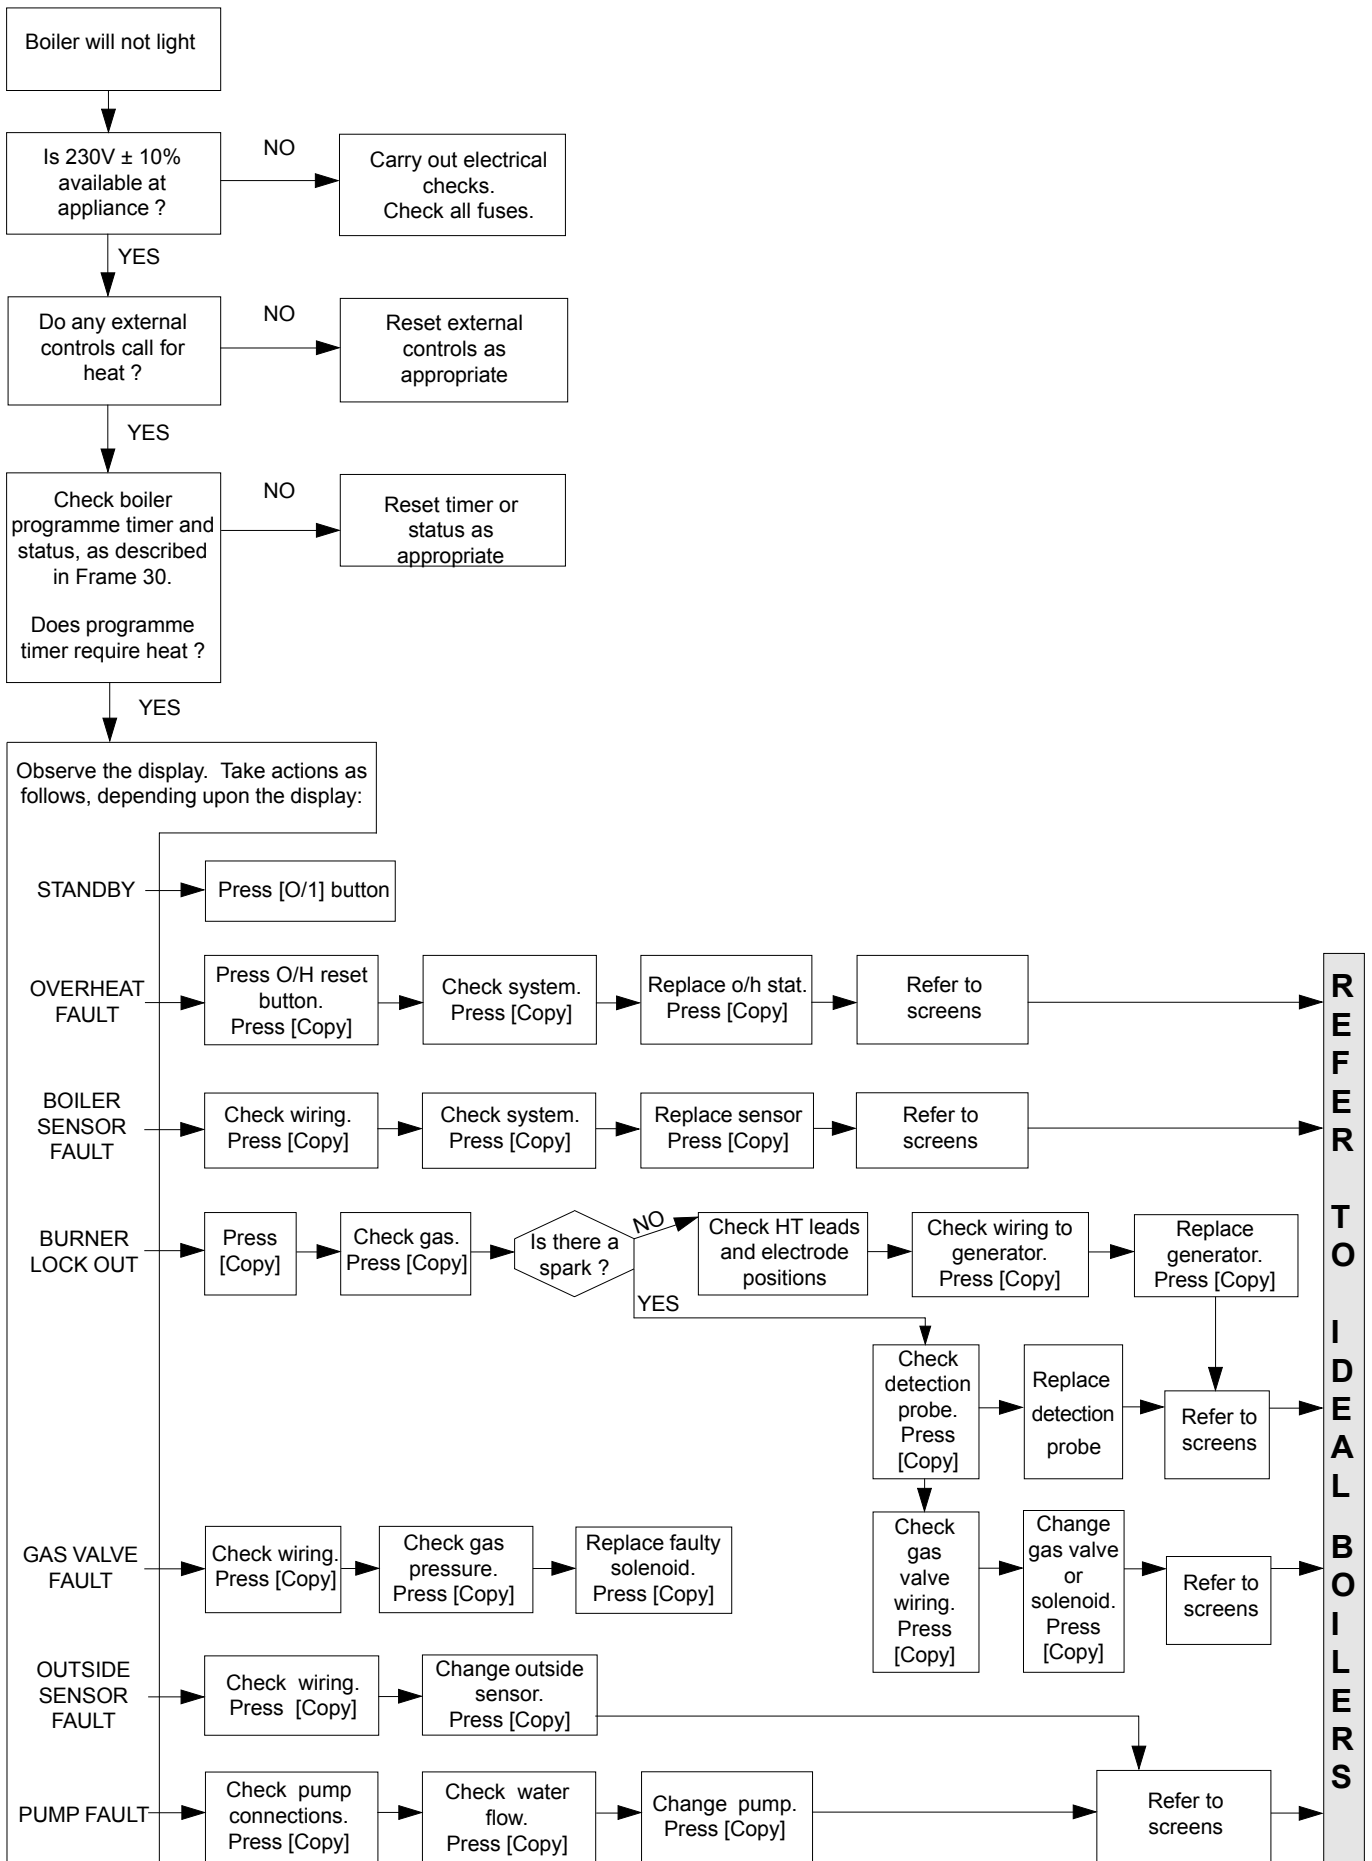 Boiler will not light
Is 230V ± 10%
available at
appliance ?
NO
Carry out electrical
checks.
Check all fuses.
YES
Do any external
controls call for
heat ?
NO
Reset external
controls as
appropriate
YES
Check boiler
programme timer and
status, as described
in Frame 30.
Does programme
timer require heat ?
NO
Reset timer or
status as
appropriate
YES
Observe the display. Take actions as
follows, depending upon the display:
STANDBY
Press [O/1] button
OVERHEAT
FAULT
Press O/H reset
button.
Press [Copy]
Check system.
Press [Copy]
Replace o/h stat.
Press [Copy]
Refer to
screens
BOILER
SENSOR
FAULT
Check wiring.
Press [Copy]
Check system.
Press [Copy]
Replace sensor
Press [Copy]
Refer to
screens
BURNER
LOCK OUT
Press
[Copy]
Check gas.
Press [Copy]
Is there a
spark ?
NO
Check HT leads
and electrode
positions
Check wiring to
generator.
Press [Copy]
Replace
generator.
Press [Copy]
YES
Check
detection
probe.
Press
[Copy]
Replace
detection
probe
Refer to
screens
GAS VALVE
FAULT
Check wiring.
Press [Copy]
Check gas
pressure.
Press [Copy]
Replace faulty
solenoid.
Press [Copy]
Check
gas
valve
wiring.
Press
[Copy]
Change
gas valve
or
solenoid.
Press
[Copy]
Refer to
screens
OUTSIDE
SENSOR
FAULT
Check wiring.
Press [Copy]
Change outside
sensor.
Press [Copy]
PUMP FAULT
Check pump
connections.
Press [Copy]
Check water
flow.
Press [Copy]
Change pump.
Press [Copy]
Refer to
screens
REFER TO IDEAL BOILERS